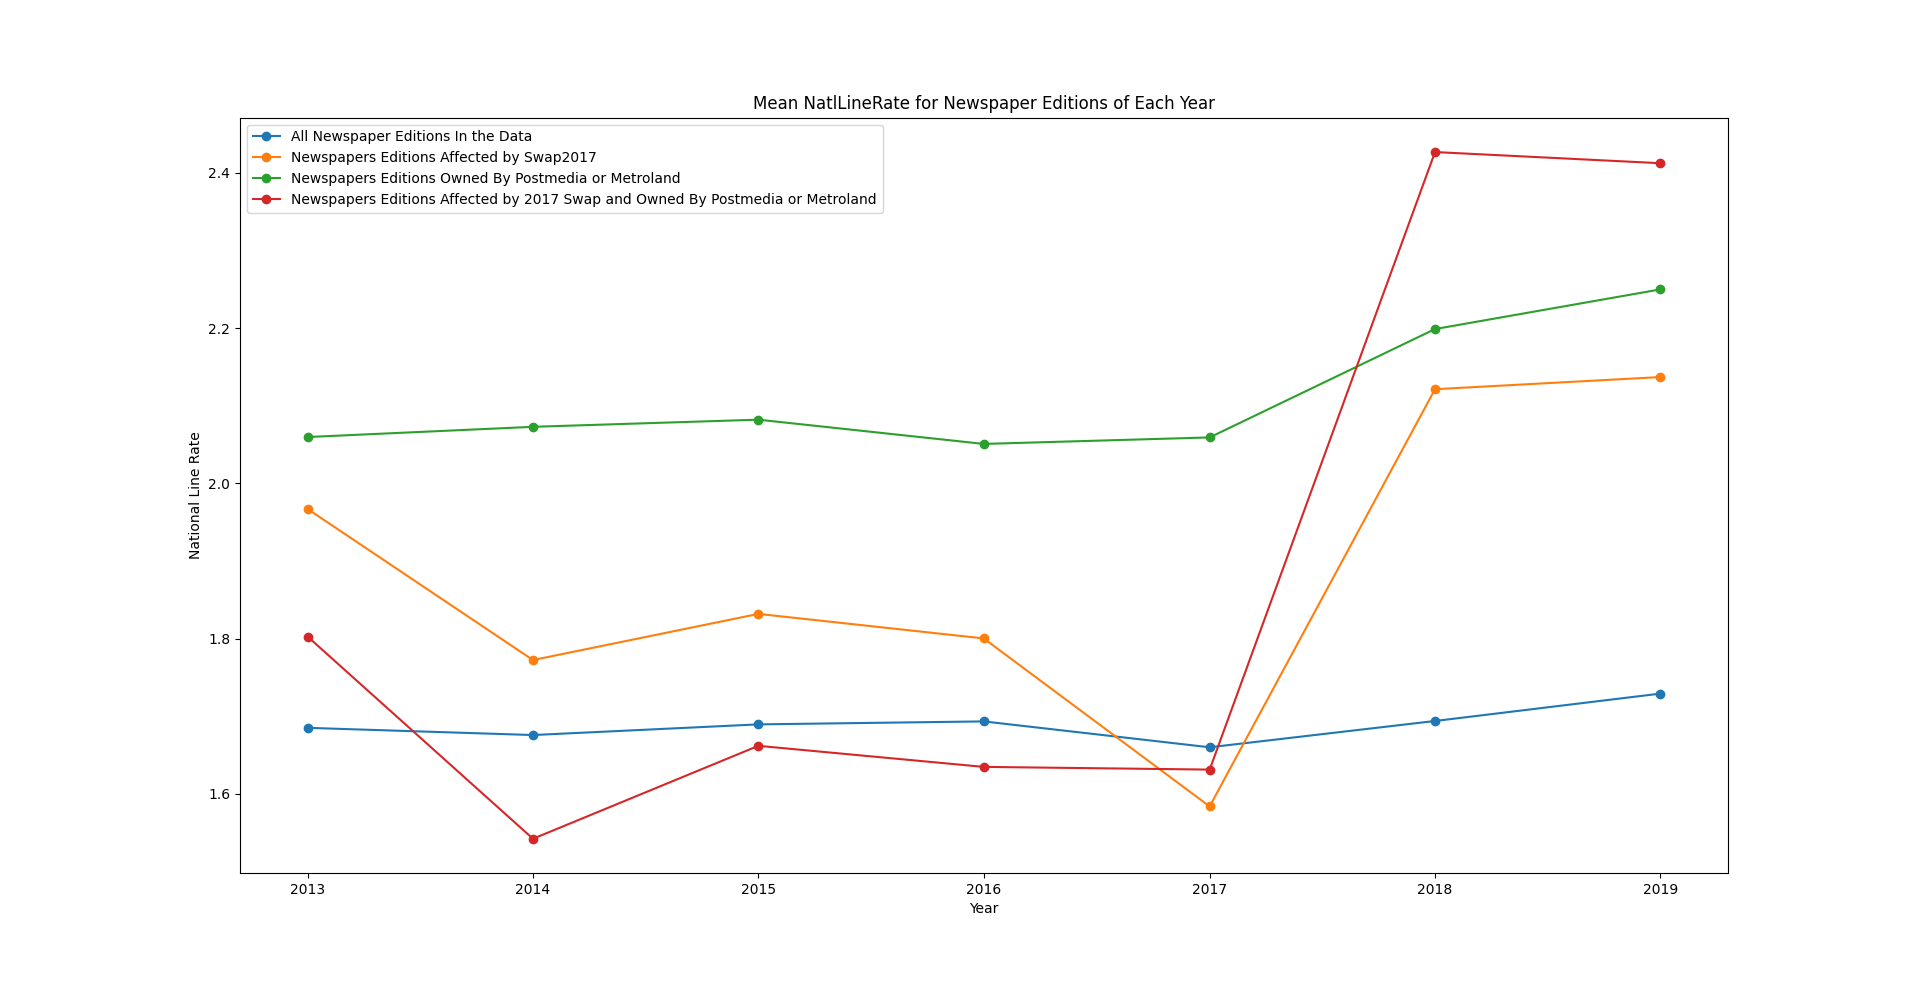 Mean NatlLineRate for Newspaper Editions of Each Year
All Newspaper Editions In the Data
Newspapers Editions Affected by Swap2017
Newspapers Editions Owned By Postmedia or Metroland
Newspapers Editions Affected by 2017 Swap and Owned By Postmedia or Metroland
National Line Rate
2.4
2.2
2.0
1.8
1.6
2013 2014 2015 2016 2017 2018 2019
Year